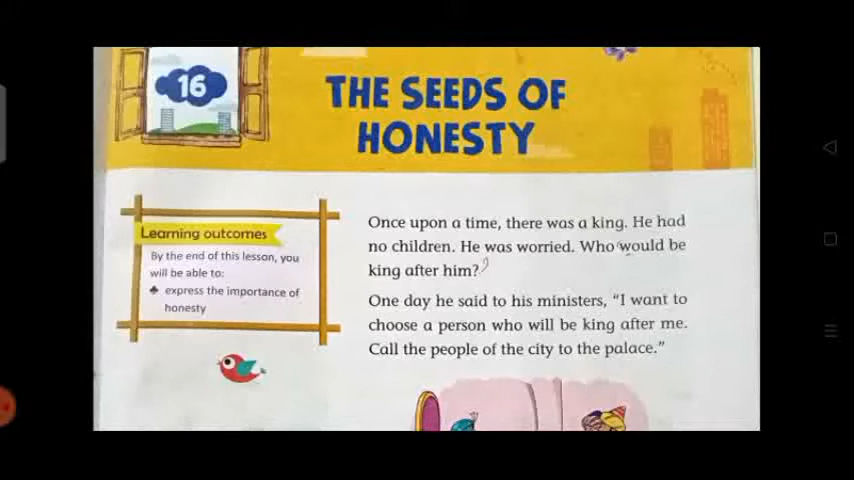 16
THE SEEDS OF
HONESTY
Learning outcomes
By the end of this lesson, you
will be able to:
♣ express the importance of
honesty
Once upon a time, there was a king. He had
no children. He was worried. Who would be
king after him?
One day he said to his ministers, “I want to
choose a person who will be king after me.
Call the people of the city to the palace.”